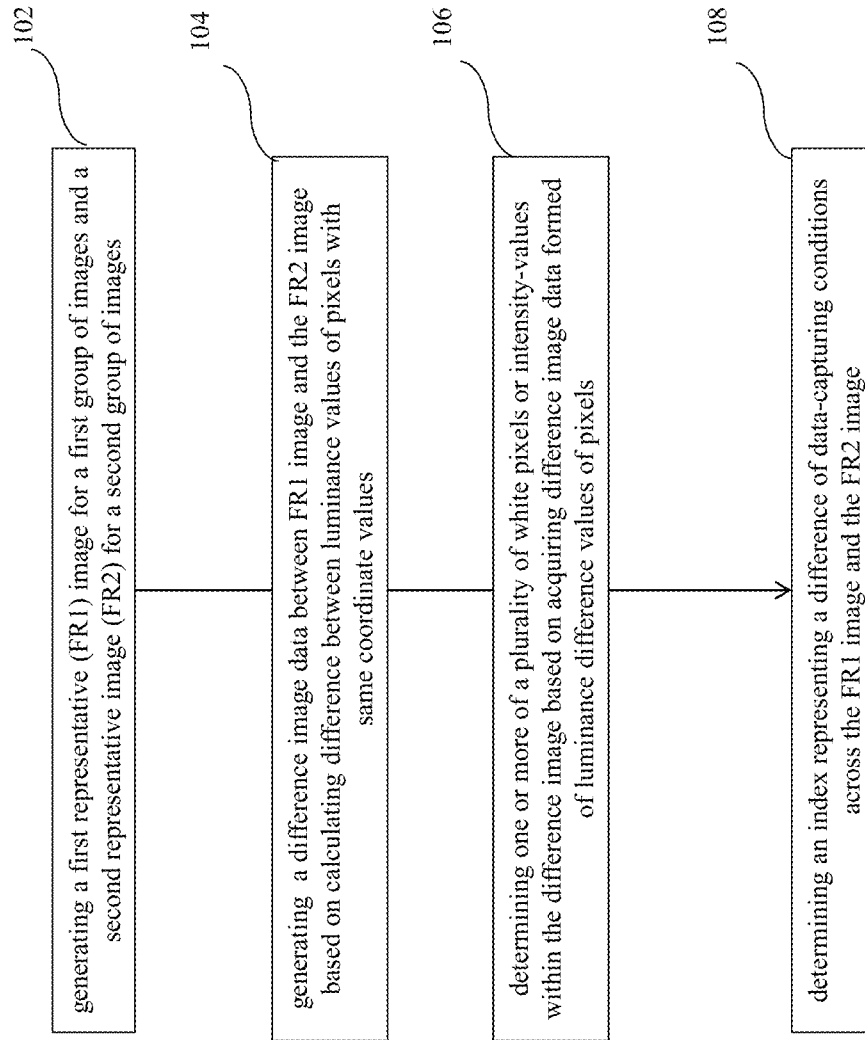 102
generating a first representative (FR1) image for a first group of images and a
second representative image (FR2) for a second group of images
104
generating a difference image data between FR1 image and the FR2 image
based on calculating difference between luminance values of pixels with
same coordinate values
106
determining one or more of a plurality of white pixels or intensity-values
within the difference image based on acquiring difference image data formed
of luminance difference values of pixels
108
determining an index representing a difference of data-capturing conditions
across the FR1 image and the FR2 image